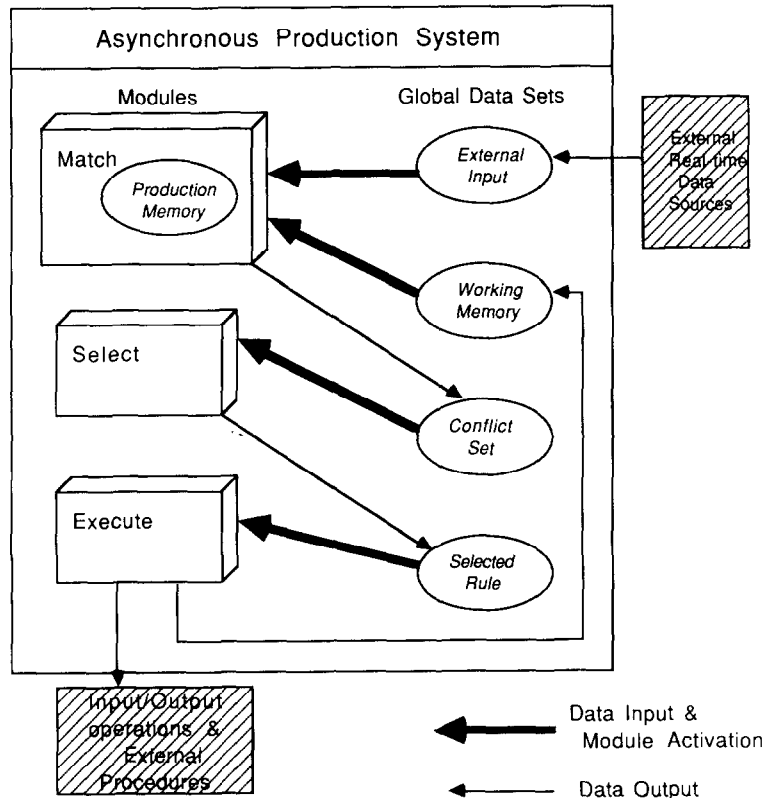 Asynchronous Production System
Modules
Global Data Sets
Match
Production
Memory
External
Input
External
Real-time
Data
Sources
Working
Memory
Select
Conflict
Set
Execute
Selected
Rule
Input/Output
operations &
External
Procedures
Data Input &
Module Activation
Data Output